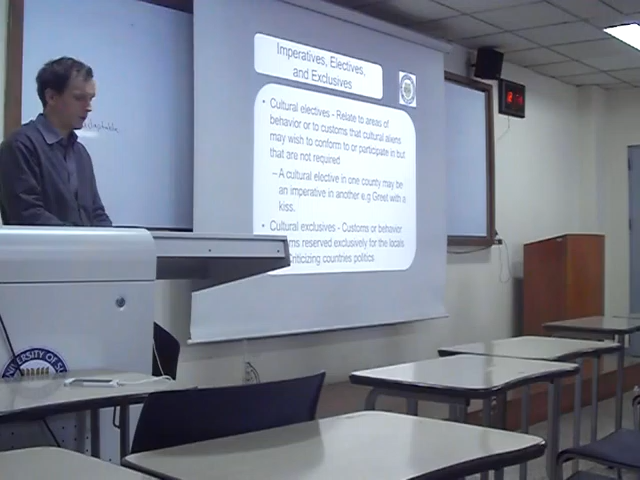 Imperatives, Electives,
and Exclusives
• Cultural electives - Relate to areas of
behavior or to customs that cultural aliens
may wish to conform to or participate in but
that are not required
– A cultural elective in one county may be
an imperative in another e.g Greet with a
kiss.
• Cultural exclusives - Customs or behavior
reserved exclusively for the locals
criticizing countries politics
UNIVERSITY OF